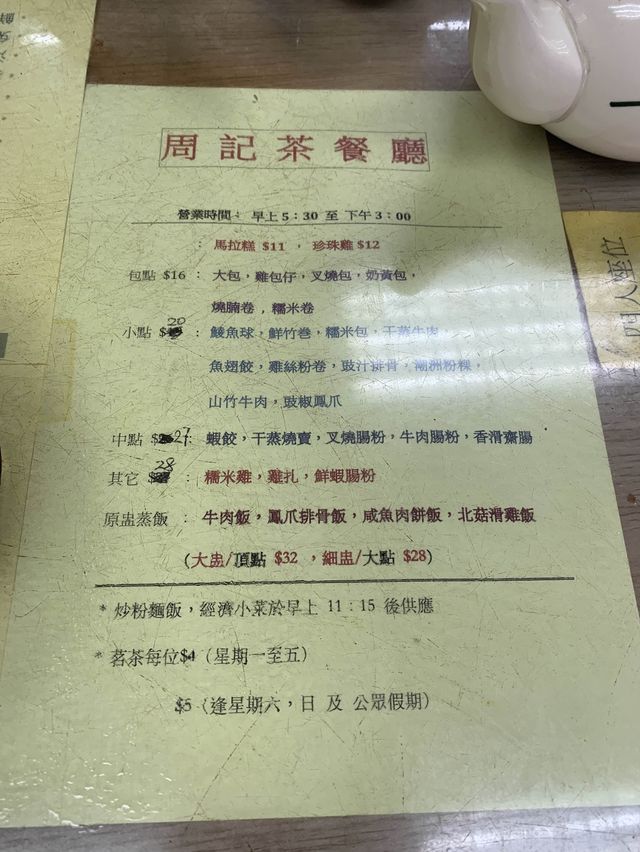 周記茶餐廳
營業時間： 早上 5：30 至 下午 3：00
： 馬拉糕 $11 ， 珍珠雞 $12
包點 $16 ： 大包，雞包仔，叉燒包，奶黃包，
燒腩卷，糯米卷
小點 $20 ： 鯪魚球，鮮竹卷，糯米包，干蒸牛肉
魚翅餃，雞絲粉卷，豉汁排骨，潮洲粉粿，
山竹牛肉，豉椒鳳爪
中點 $27 ： 蝦餃，干蒸燒賣，叉燒腸粉，牛肉腸粉，香滑齋腸
其它 $28 ： 糯米雞，雞扎，鮮蝦腸粉
原盅蒸飯 ： 牛肉飯，鳳爪排骨飯，咸魚肉餅飯，北菇滑雞飯
(大盅/頂點 $32 ，細盅/大點 $28)
* 炒粉麵飯，經濟小菜於早上 11：15 後供應
* 茗茶每位$4（星期一至五）
$5（逢星期六，日 及 公眾假期）
人座位